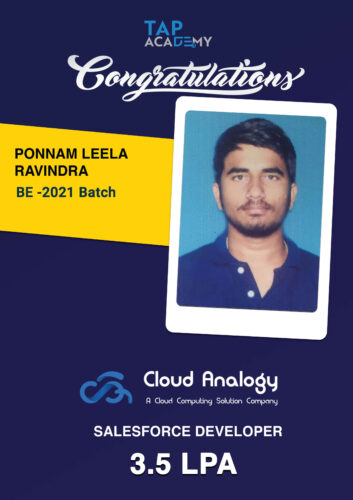 TAP
ACADEMY
Congratulations
PONNAM LEELA
RAVINDRA
BE -2021 Batch
Cloud Analogy
A Cloud Computing Solution Company
SALESFORCE DEVELOPER
3.5 LPA